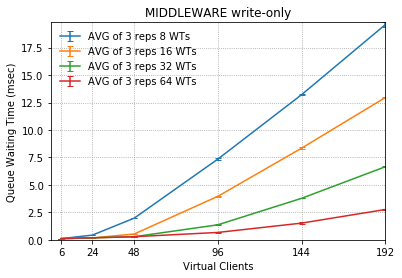 MIDDLEWARE write-only
AVG of 3 reps 8 WTs
AVG of 3 reps 16 WTs
AVG of 3 reps 32 WTs
AVG of 3 reps 64 WTs
Queue Waiting Time (msec)
17.5
15.0
12.5
10.0
7.5
5.0
2.5
0.0
6 24 48 96 144 192
Virtual Clients